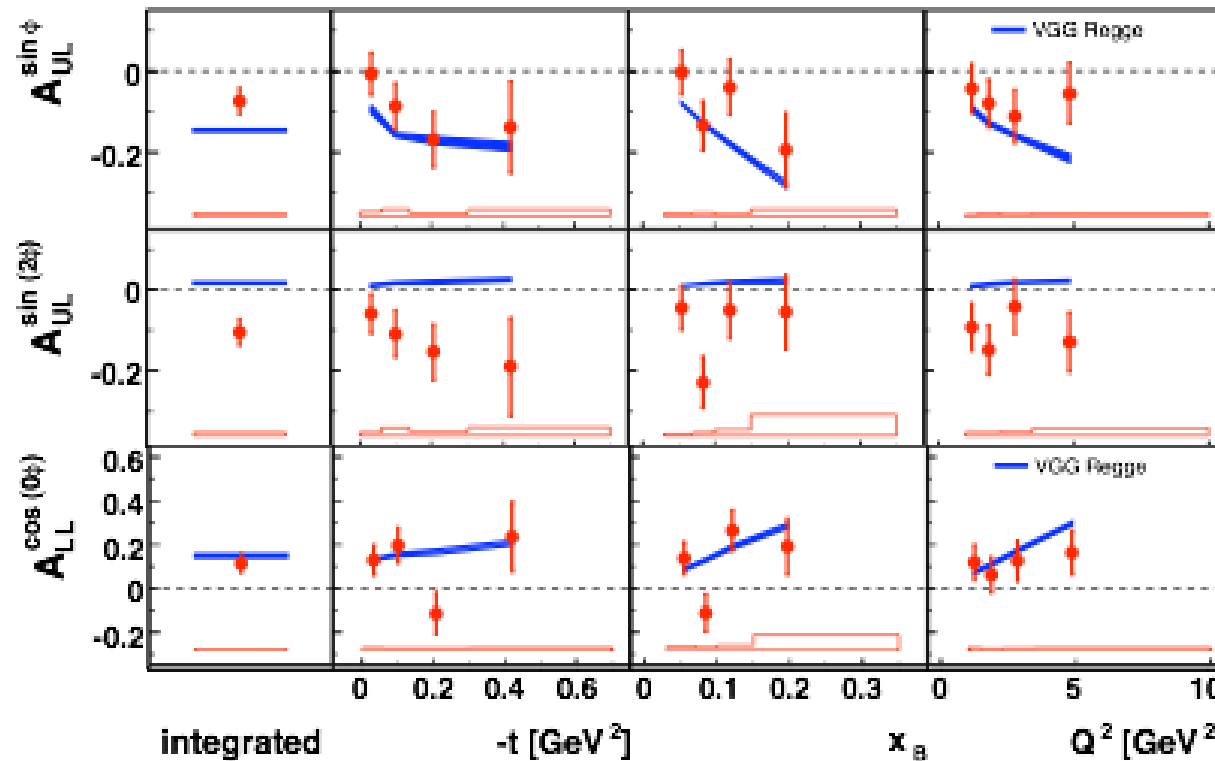 A_UL^sin ϕ
0
-0.2
VGG Regge
A_UL^sin (2ϕ)
0
-0.2
A_LL^cos (0ϕ)
0.6
0.4
0.2
0
-0.2
VGG Regge
0 0.2 0.4 0.6 0 0.1 0.2 0.3 0 5 10
integrated -t [GeV²] x_B Q² [GeV²